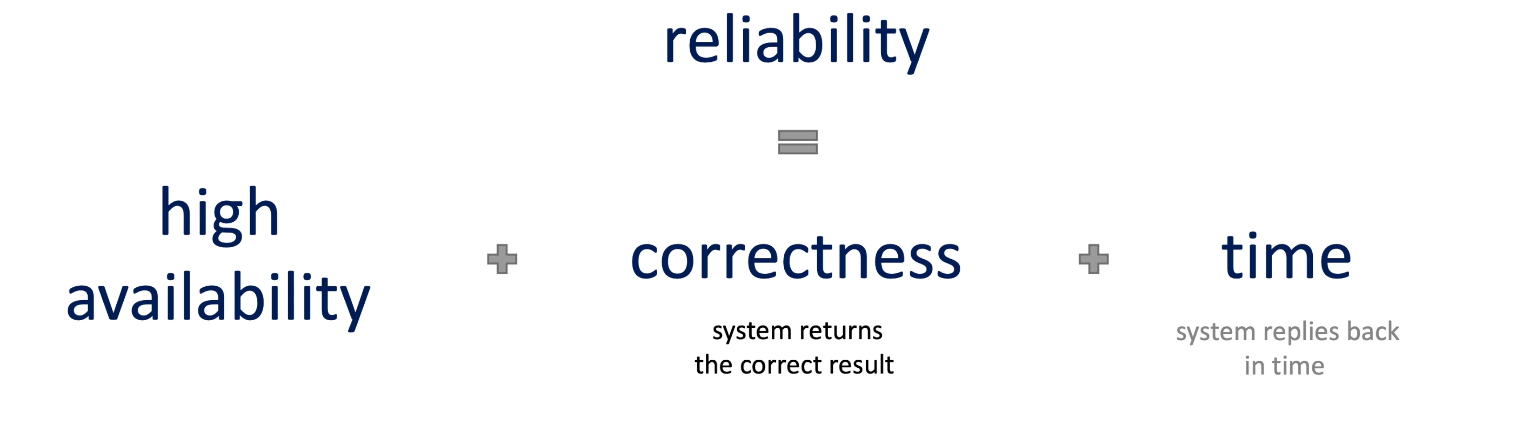 reliability
=
high
availability
+
correctness
+
time
system returns
the correct result
system replies back
in time